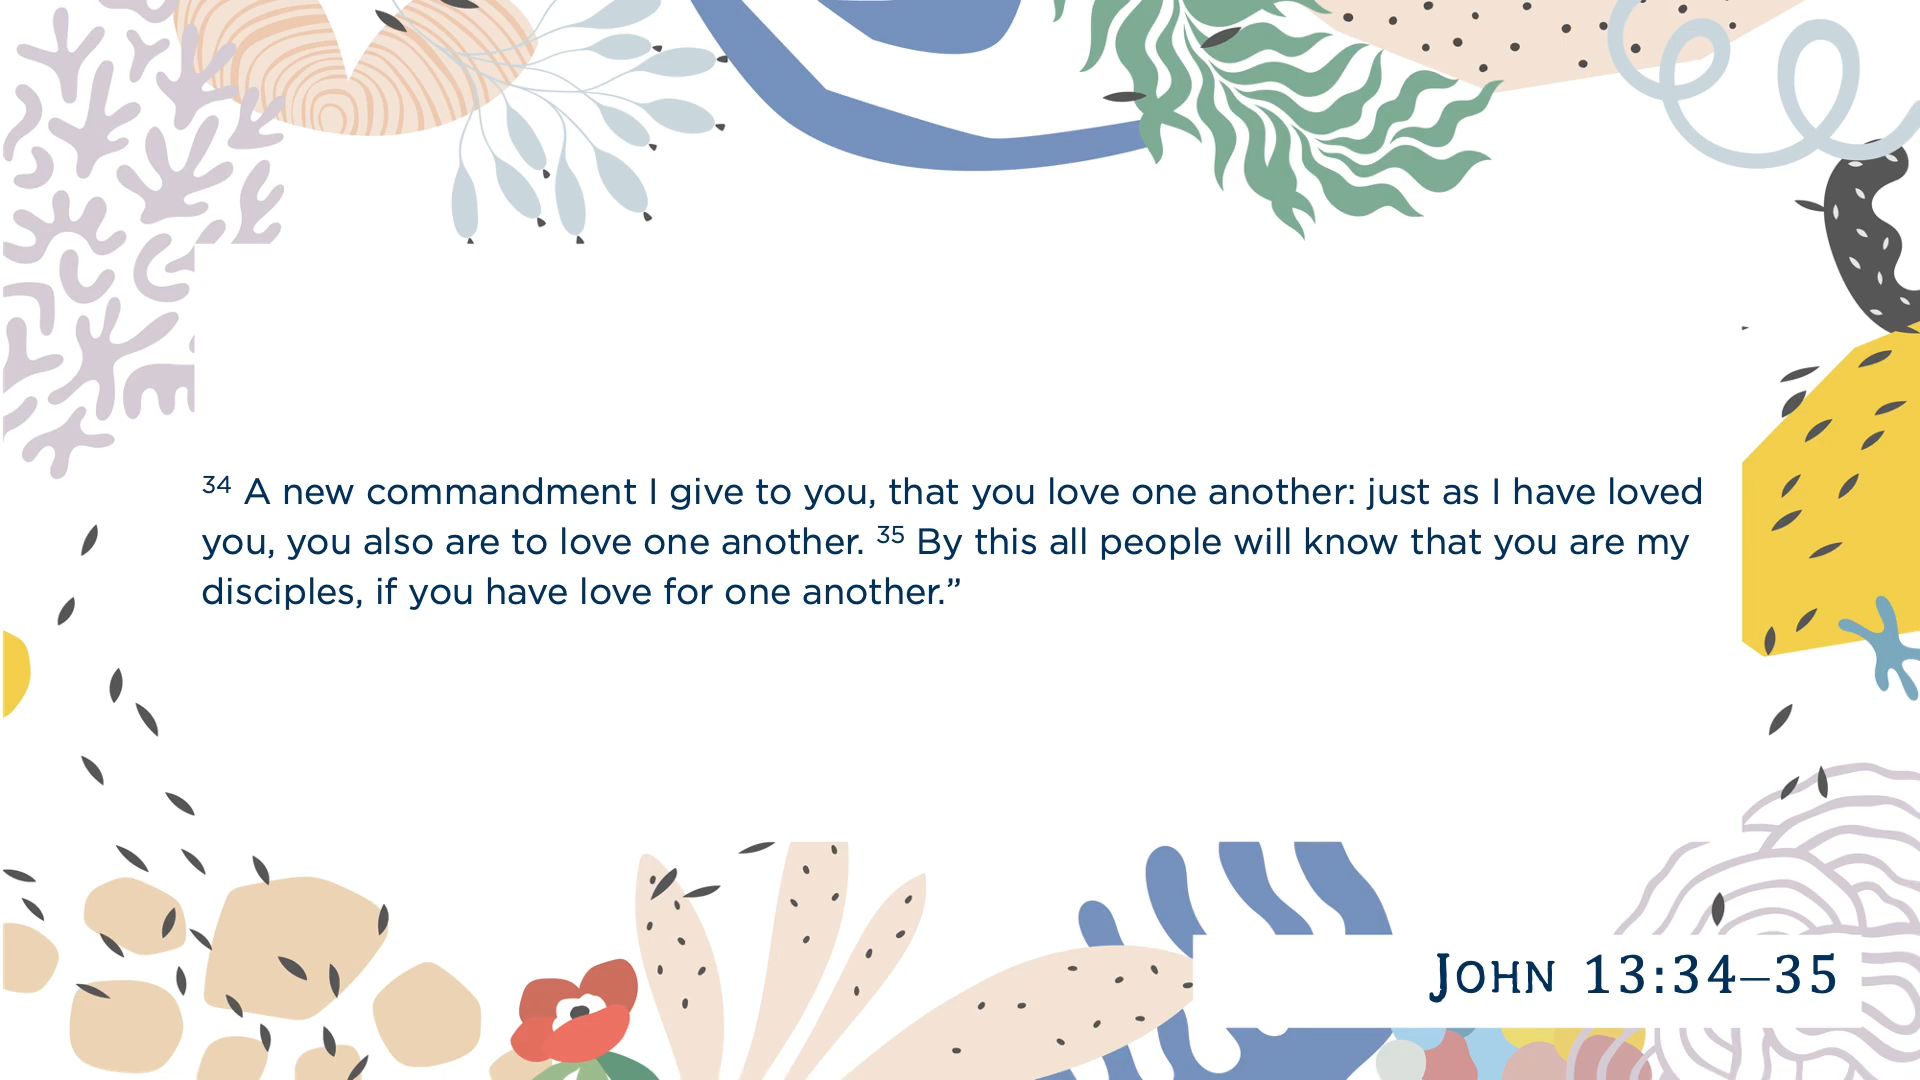 34 A new commandment I give to you, that you love one another: just as I have loved
you, you also are to love one another. 35 By this all people will know that you are my
disciples, if you have love for one another.”
John 13:34–35